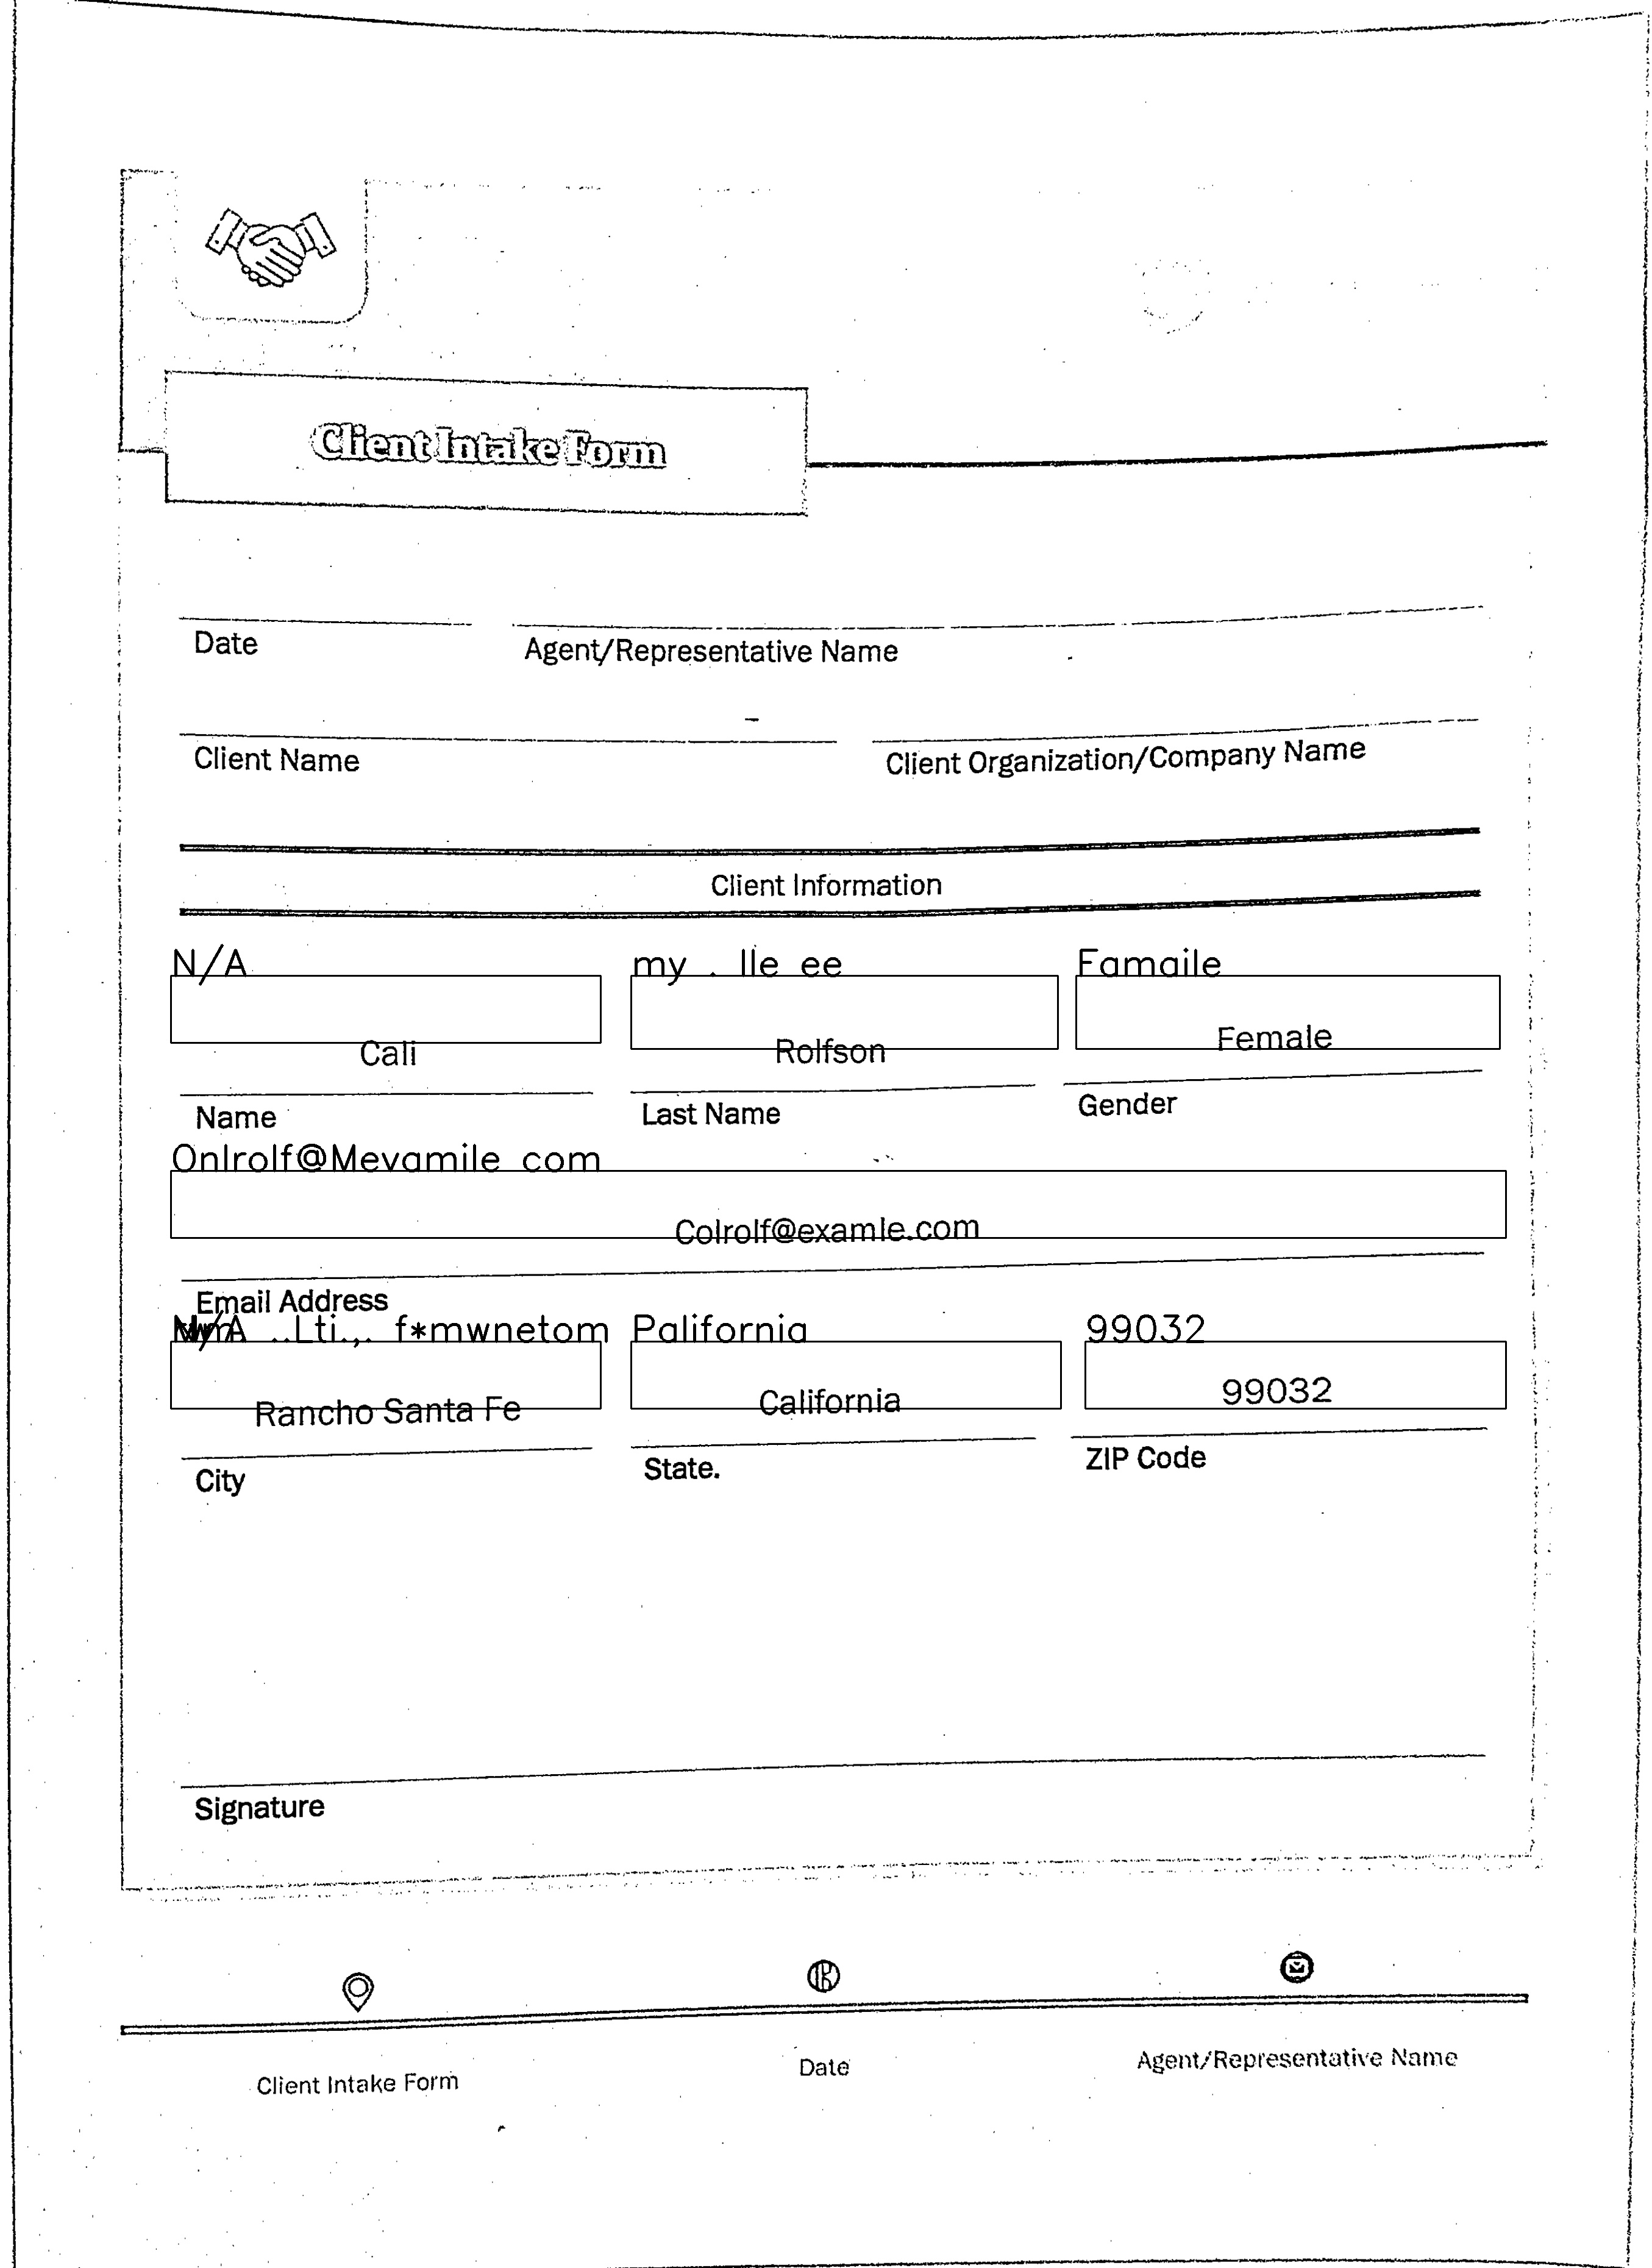 Client Intake Form
Date Agent/Representative Name
Client Name Client Organization/Company Name
Client Information
N/A my . lle ee Famaile
Cali Rolfson Female
Name Last Name Gender
Onlrolf@Mevamile com
Colrolf@examle.com
Email Address
..Lti.,. f*mwnetom Palifornia 99032
Rancho Santa Fe California 99032
City State. ZIP Code
Signature
Client Intake Form Date Agent/Representative Name